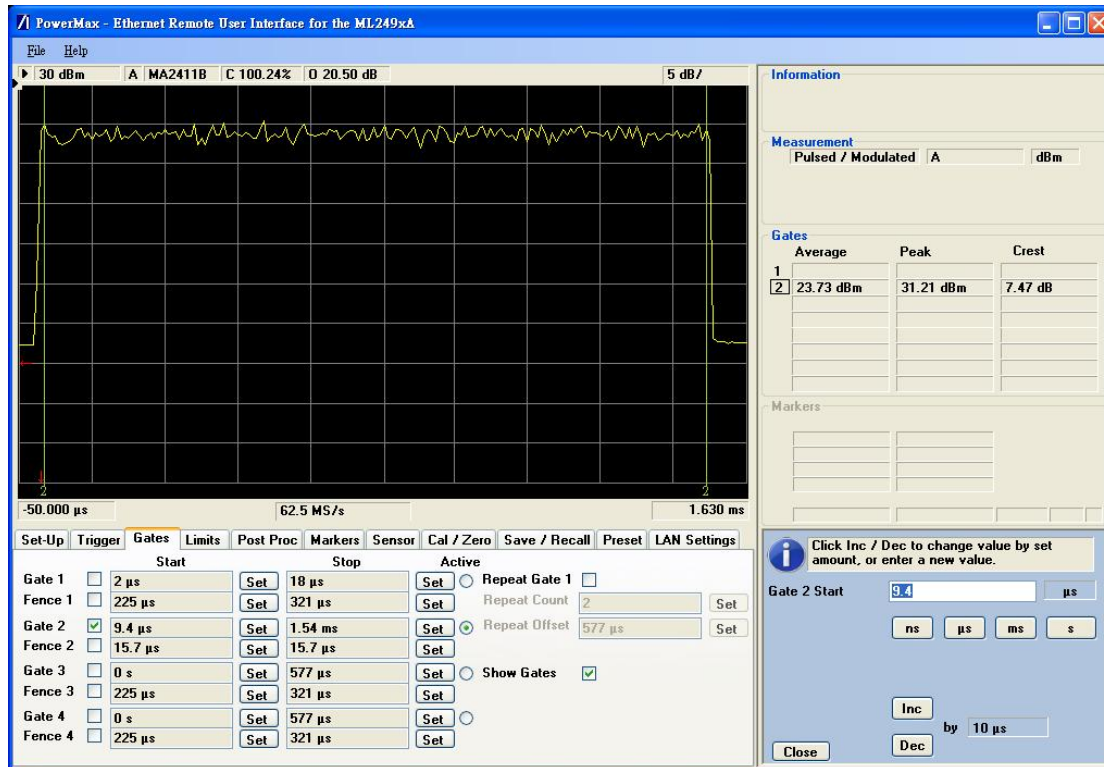 PowerMax - Ethernet Remote User Interface for the ML249xA
File Help
30 dBm A MA2411B C 100.24% O 20.50 dB 5 dB/
2 2
-50.000 µs 62.5 MS/s 1.630 ms
Information
Measurement
Pulsed / Modulated A dBm
Gates
Average Peak Crest
1
2 23.73 dBm 31.21 dBm 7.47 dB
Markers
Set-Up Trigger Gates Limits Post Proc Markers Sensor Cal / Zero Save / Recall Preset LAN Settings
Start Stop Active
Gate 1 2 µs Set 18 µs Set Repeat Gate 1
Fence 1 225 µs Set 321 µs Set Repeat Count 2 Set
Gate 2 9.4 µs Set 1.54 ms Set Repeat Offset 577 µs Set
Fence 2 15.7 µs Set 15.7 µs Set
Gate 3 0 s Set 577 µs Set Show Gates
Fence 3 225 µs Set 321 µs Set
Gate 4 0 s Set 577 µs Set
Fence 4 225 µs Set 321 µs Set
Click Inc / Dec to change value by set
amount, or enter a new value.
Gate 2 Start 9.4 µs
ns µs ms s
Inc
by 10 µs
Dec
Close